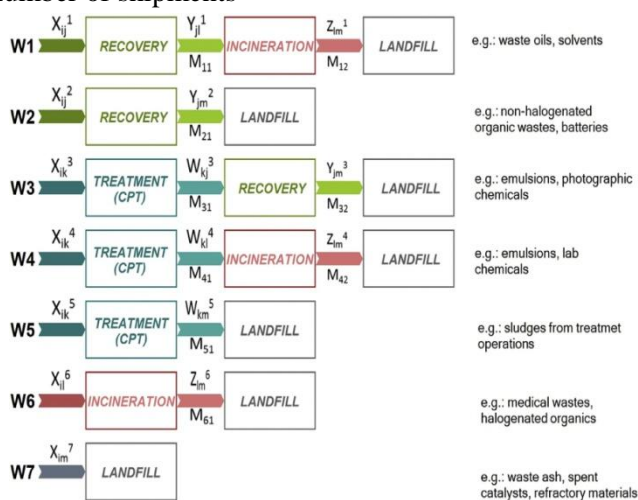 number of shipments
W1 X_ij^1 RECOVERY Y_jl^1 M_11 INCINERATION Z_lm^1 M_12 LANDFILL e.g.: waste oils, solvents
W2 X_ij^2 RECOVERY Y_jm^2 M_21 LANDFILL e.g.: non-halogenated
organic wastes, batteries
W3 X_ik^3 TREATMENT
(CPT) W_kj^3 M_31 RECOVERY Y_jm^3 M_32 LANDFILL e.g.: emulsions, photographic
chemicals
W4 X_ik^4 TREATMENT
(CPT) W_kl^4 M_41 INCINERATION Z_lm^4 M_42 LANDFILL e.g.: emulsions, lab
chemicals
W5 X_ik^5 TREATMENT
(CPT) W_km^5 M_51 LANDFILL e.g.: sludges from treatmet
operations
W6 X_il^6 INCINERATION Z_lm^6 M_61 LANDFILL e.g.: medical wastes,
halogenated organics
W7 X_im^7 LANDFILL e.g.: waste ash, spent
catalysts, refractory materials